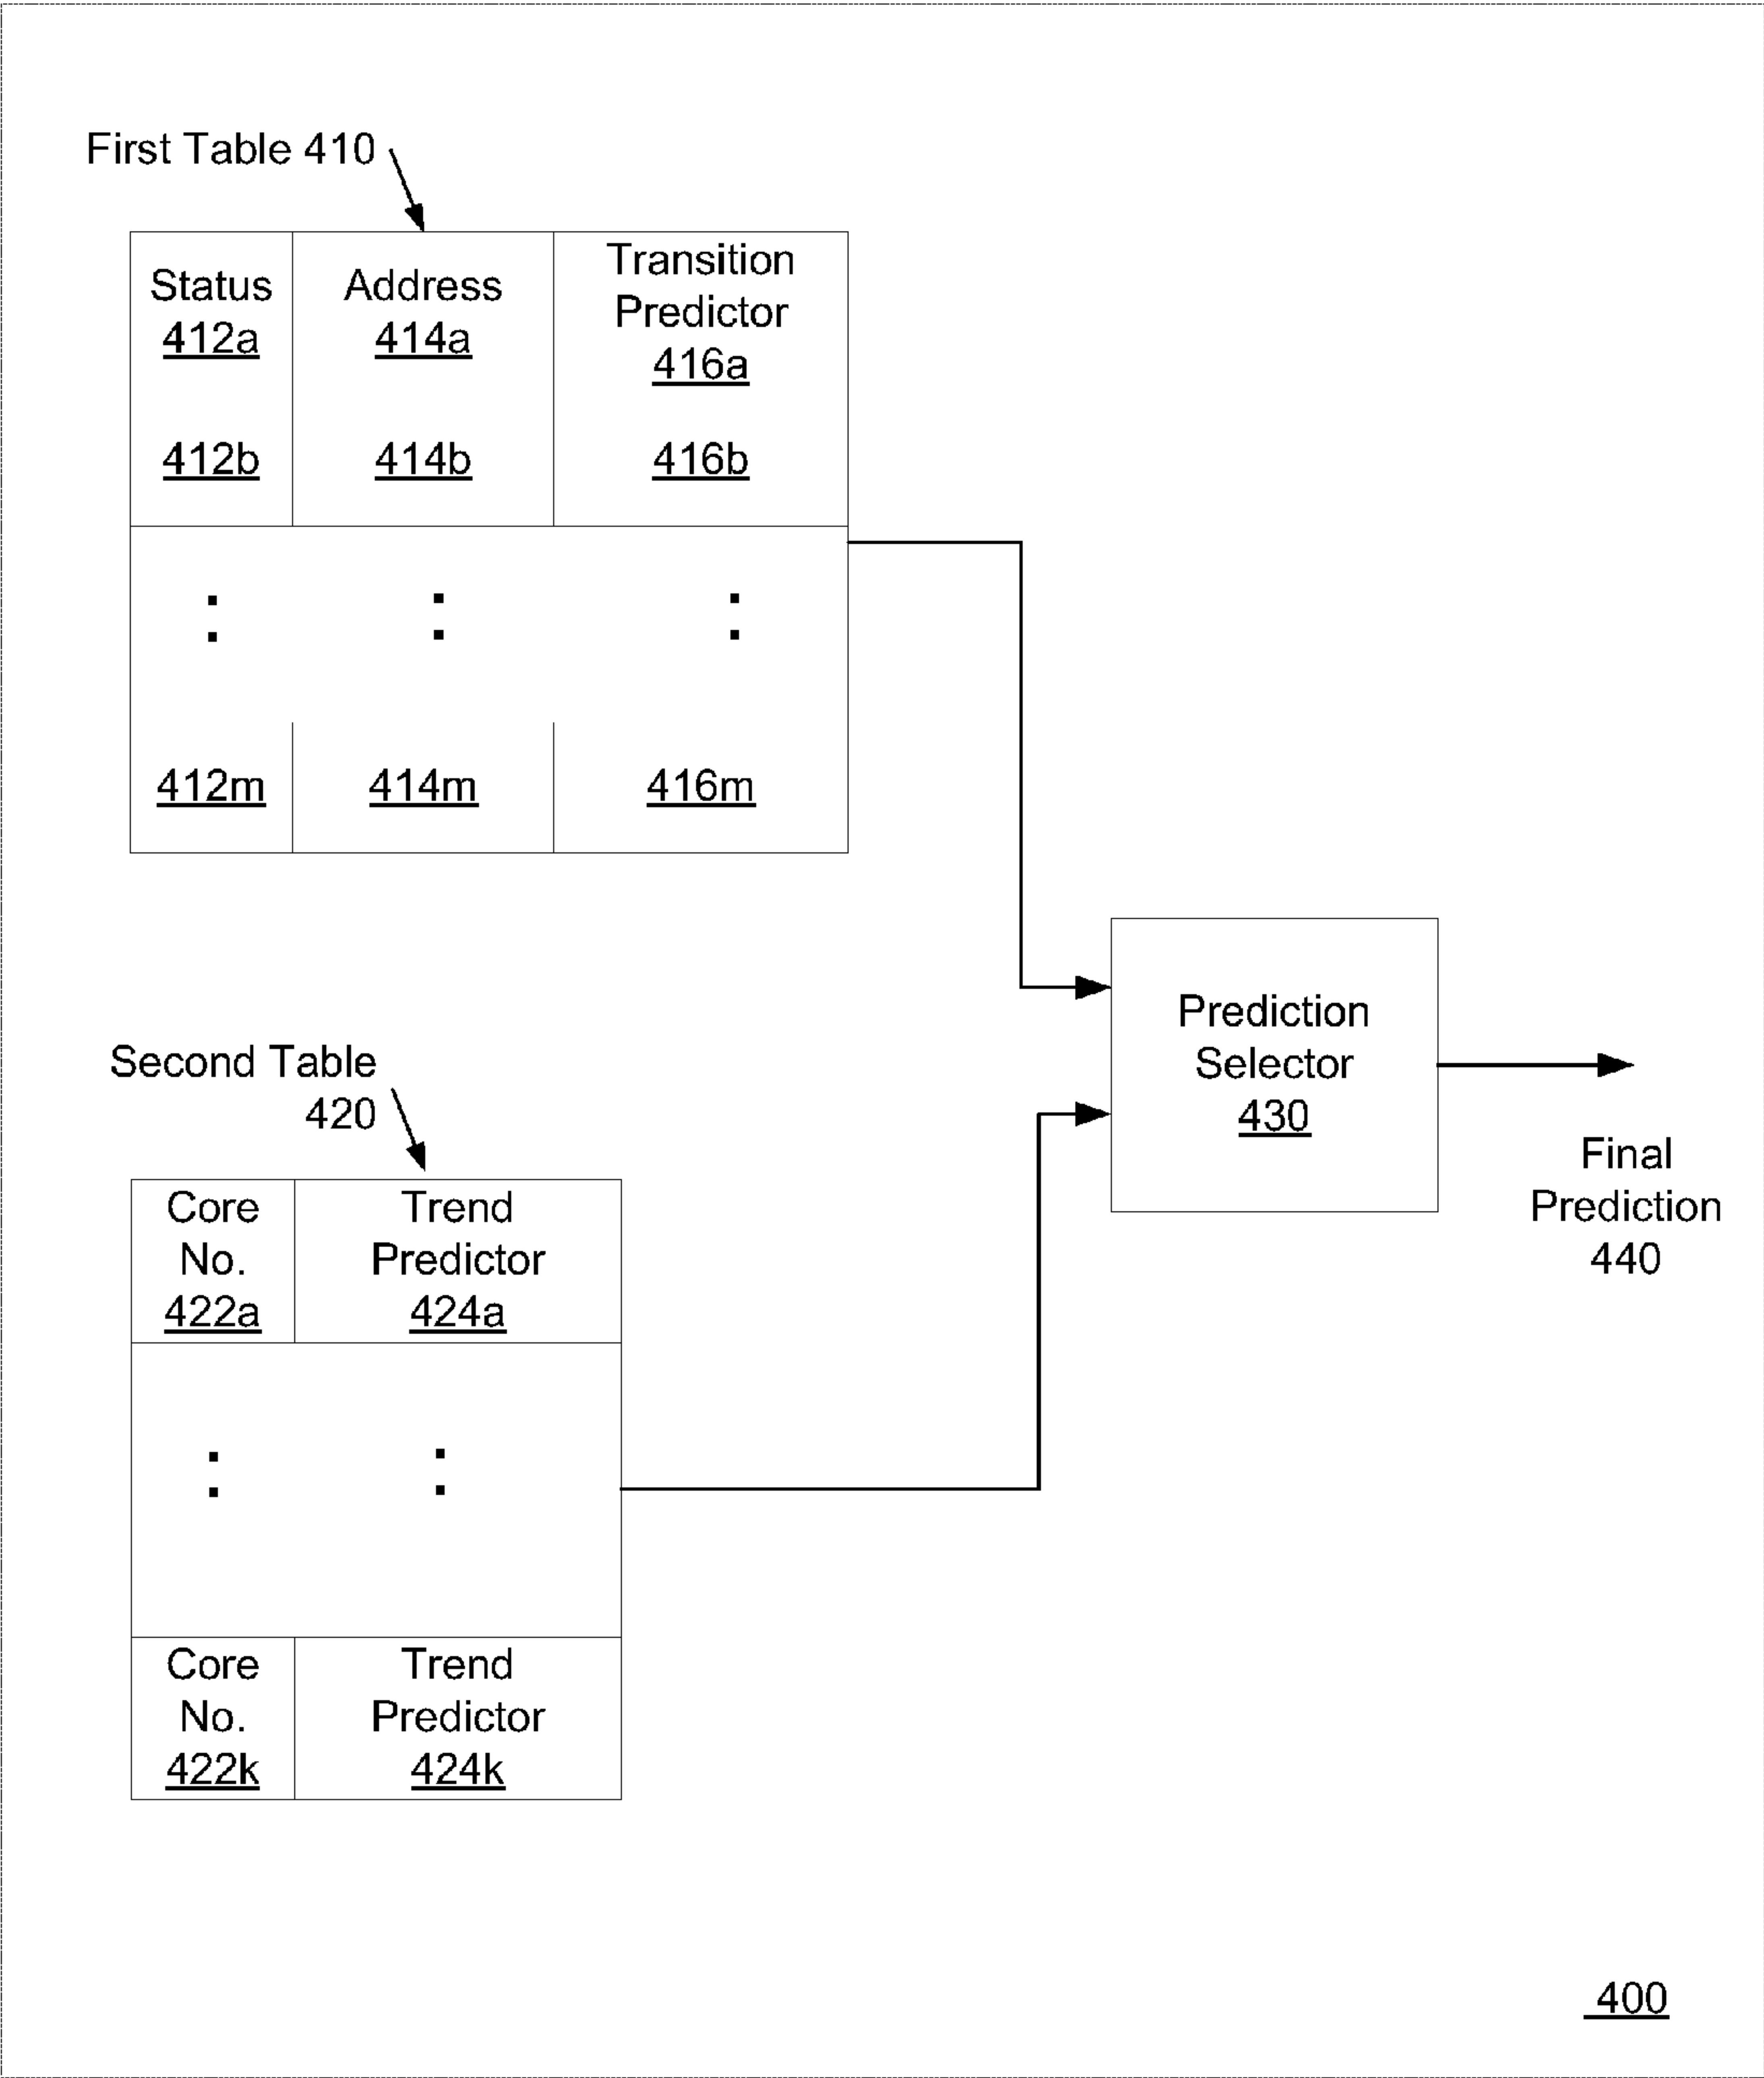 First Table 410
Status
412a
Address
414a
Transition
Predictor
416a
412b
414b
416b
:
:
:
412m
414m
416m
Prediction
Selector
430
Final
Prediction
440
Second Table
420
Core
No.
422a
Trend
Predictor
424a
:
:
Core
No.
422k
Trend
Predictor
424k
400